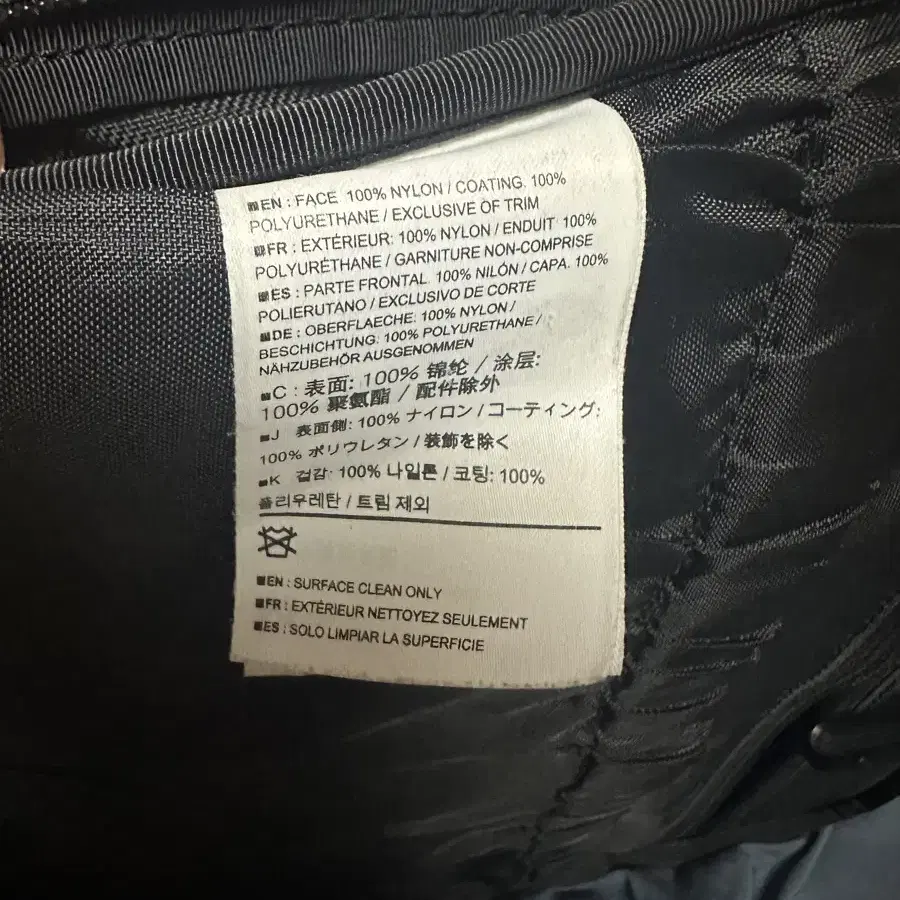 EN : FACE. 100% NYLON / COATING. 100%
POLYURETHANE / EXCLUSIVE OF TRIM
FR : EXTÉRIEUR: 100% NYLON / ENDUIT. 100%
POLYURÉTHANE / GARNITURE NON-COMPRISE
ES : PARTE FRONTAL. 100% NILÓN / CAPA. 100%
POLIERUTANO / EXCLUSIVO DE CORTE
DE : OBERFLAECHE. 100% NYLON /
BESCHICHTUNG. 100% POLYURETHANE /
NÄHZUBEHÖR AUSGENOMMEN
C : 表面: 100% 锦纶 / 涂层:
100% 聚氨酯 / 配件除外
J 表面側: 100% ナイロン / コーティング:
100% ポリウレタン / 装飾を除く
K 겉감: 100% 나일론 / 코팅: 100%
폴리우레탄 / 트림 제외
EN : SURFACE CLEAN ONLY
FR : EXTÉRIEUR NETTOYEZ SEULEMENT
ES : SOLO LIMPIAR LA SUPERFICIE